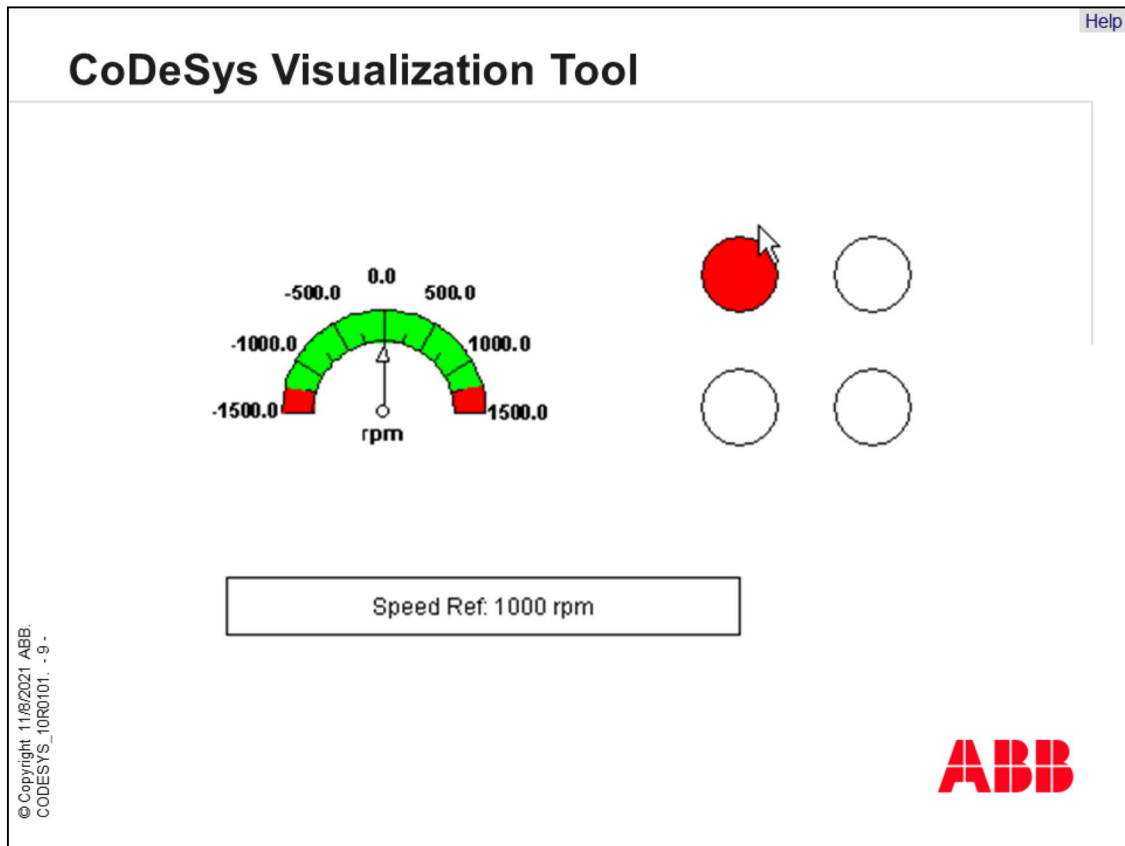 Help
CoDeSys Visualization Tool
0.0
-500.0
500.0
-1000.0
1000.0
-1500.0
1500.0
rpm
Speed Ref: 1000 rpm
© Copyright 11/8/2021 ABB.
CODESYS_10R0101. - 9 -
ABB